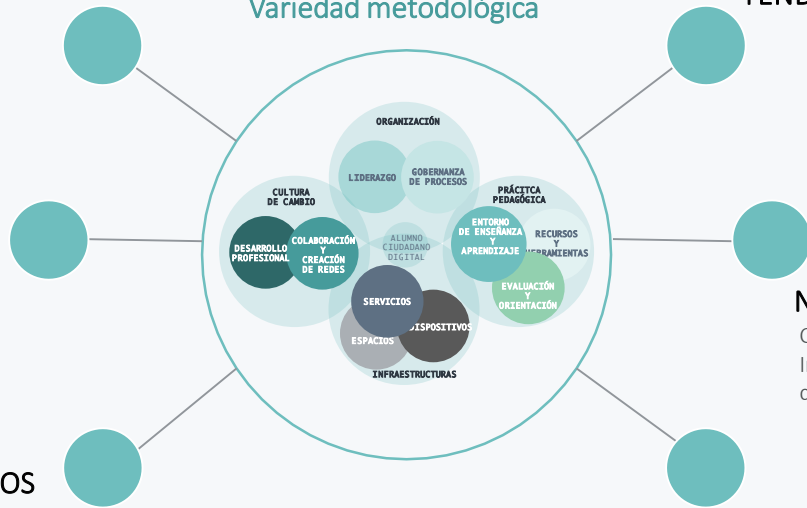 Variedad metodológica
ORGANIZACIÓN
LIDERAZGO
GOBERNANZA
DE PROCESOS
CULTURA
DE CAMBIO
PRÁCITCA
PEDAGÓGICA
DESARROLLO
PROFESIONAL
COLABORACIÓN
Y
CREACIÓN
DE REDES
ALUMNO
CIUDADANO
DIGITAL
ENTORNO
DE ENSEÑANZA
Y
APRENDIZAJE
RECURSOS
Y
EVALUACIÓN
Y
ORIENTACIÓN
SERVICIOS
DISPOSITIVOS
ESPACIOS
INFRAESTRUCTURAS
OS